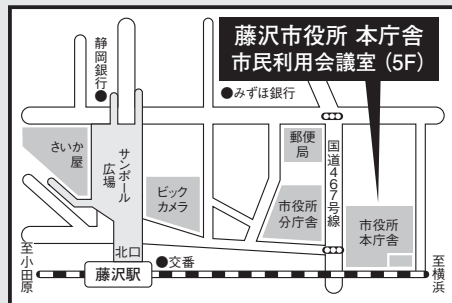 藤沢市役所 本庁舎
市民利用会議室(5F)
静岡銀行
みずほ銀行
さいか
屋
サンパール
広場
ビック
カメラ
郵便
局
国道467号線
市役所
分庁舎
市役所
本庁舎
北口
交番
藤沢駅
至小田原
至横浜